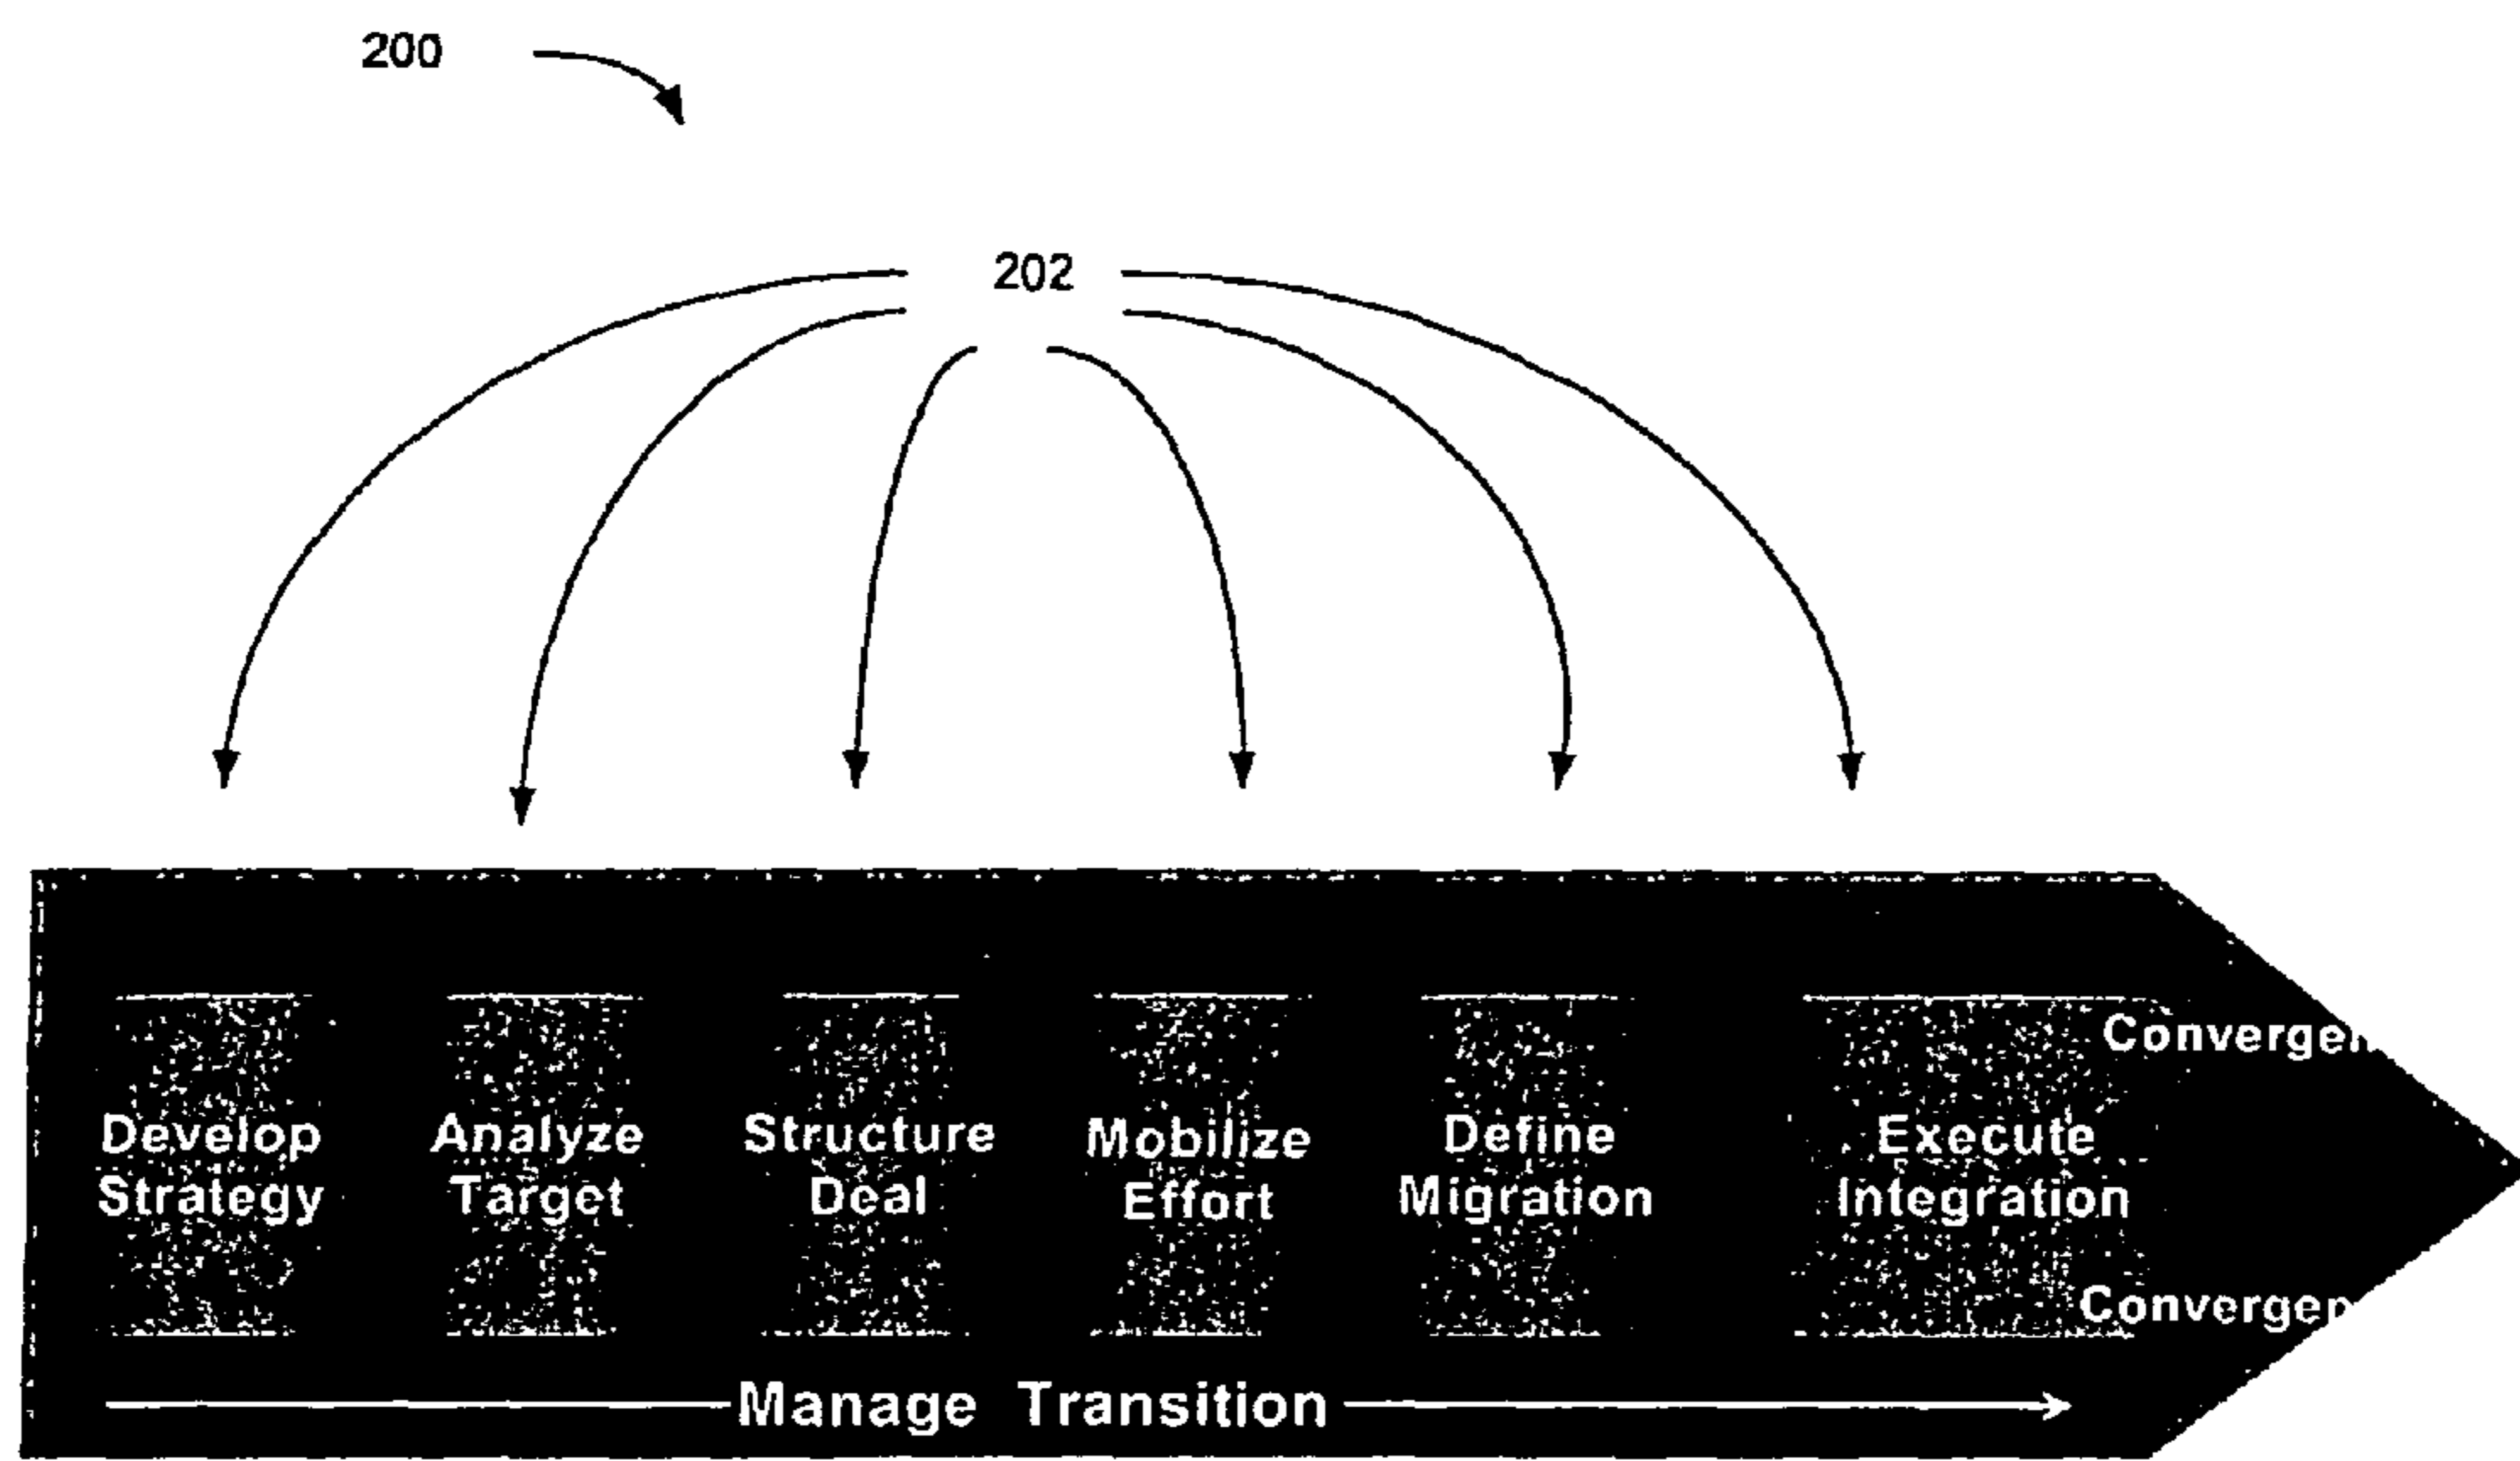 200
202
Develop
Strategy
Analyze
Target
Structure
Deal
Mobilize
Effort
Define
Migration
Execute
Integration
Manage Transition